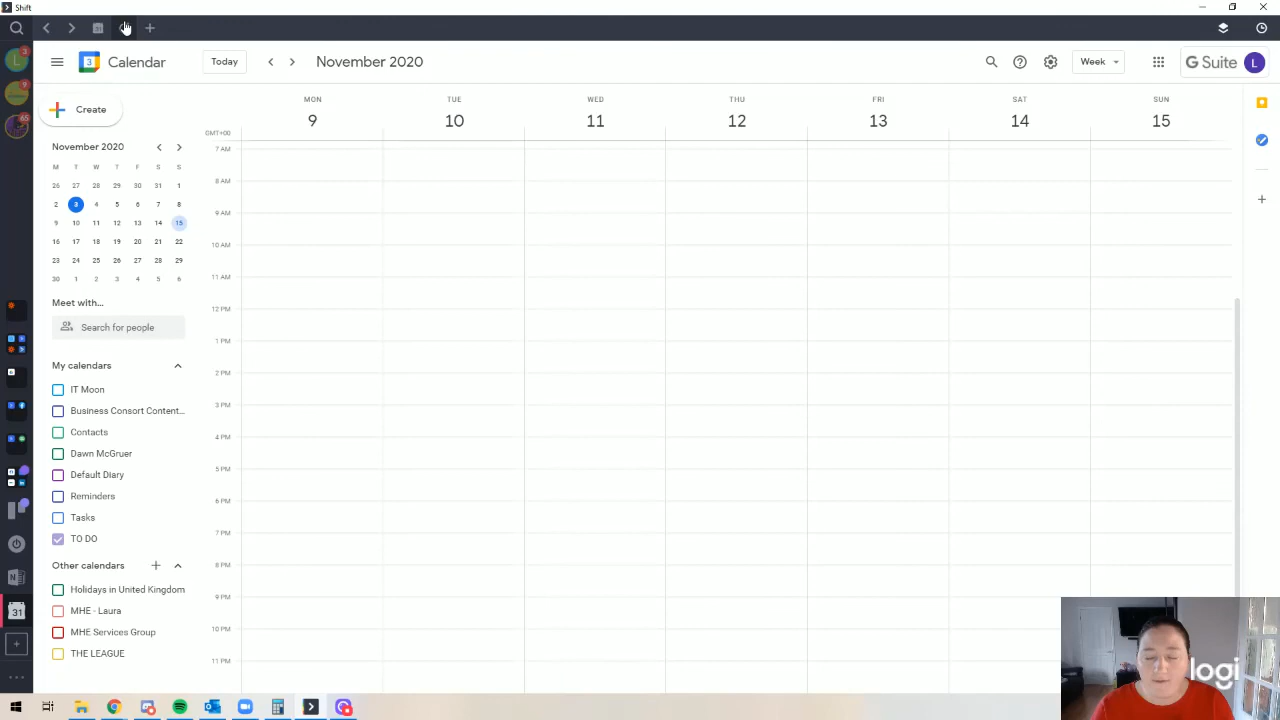 Shift
31
Calendar
Today
November 2020
Week
G Suite
L
L
3
9
65
3
Create
November 2020
M T W T F S S
26 27 28 29 30 31 1
2 3 4 5 6 7 8
9 10 11 12 13 14 15
16 17 18 19 20 21 22
23 24 25 26 27 28 29
30 1 2 3 4 5 6
Meet with...
Search for people
My calendars
IT Moon
Business Consort Content...
Contacts
Dawn McGruer
Default Diary
Reminders
Tasks
TO DO
Other calendars
Holidays in United Kingdom
MHE - Laura
MHE Services Group
THE LEAGUE
MON TUE WED THU FRI SAT SUN
9 10 11 12 13 14 15
GMT+00
7 AM
8 AM
9 AM
10 AM
11 AM
12 PM
1 PM
2 PM
3 PM
4 PM
5 PM
6 PM
7 PM
8 PM
9 PM
10 PM
11 PM
31
logi